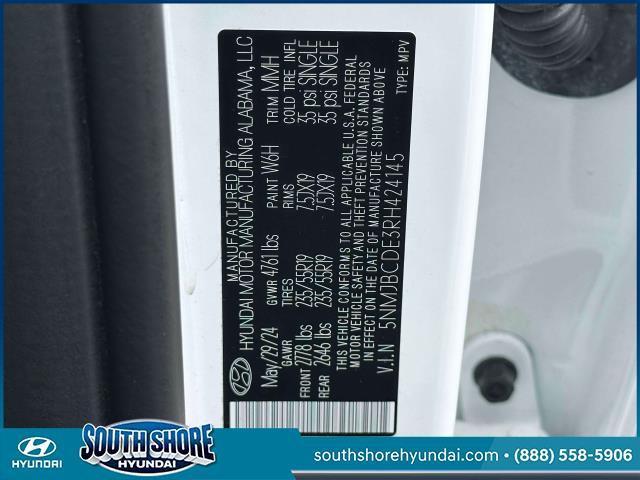 MANUFACTURED BY
HYUNDAI MOTOR MANUFACTURING ALABAMA, LLC
May/29/24 GVWR 4761lbs PAINT W6H TRIM MMH
GAWR TIRES RIMS COLD TIRE INFL
FRONT 2778 lbs 235/55R19 7.5JX19 35 psi SINGLE
REAR 2646 lbs 235/55R19 7.5JX19 35 psi SINGLE
THIS VEHICLE CONFORMS TO ALL APPLICABLE U.S.A. FEDERAL
MOTOR VEHICLE SAFETY AND THEFT PREVENTION STANDARDS
IN EFFECT ON THE DATE OF MANUFACTURE SHOWN ABOVE
V.I.N 5NMJBCDE3RH424145 TYPE: MPV
HYUNDAI
SOUTH SHORE
HYUNDAI
southshorehyundai.com • (888) 558-5906